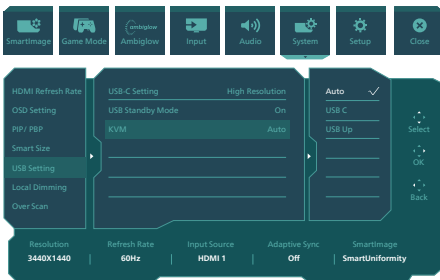 SmartImage
Game Mode
ambiglow
Ambiglow
Input
Audio
System
Setup
Close
HDMI Refresh Rate
OSD Setting
PIP/ PBP
Smart Size
USB Setting
Local Dimming
Over Scan
USB-C Setting High Resolution
USB Standby Mode On
KVM Auto
Auto
USB C
USB Up
Select
OK
Back
Resolution Refresh Rate Input Source Adaptive Sync SmartImage
3440X1440 60Hz HDMI 1 Off SmartUniformity